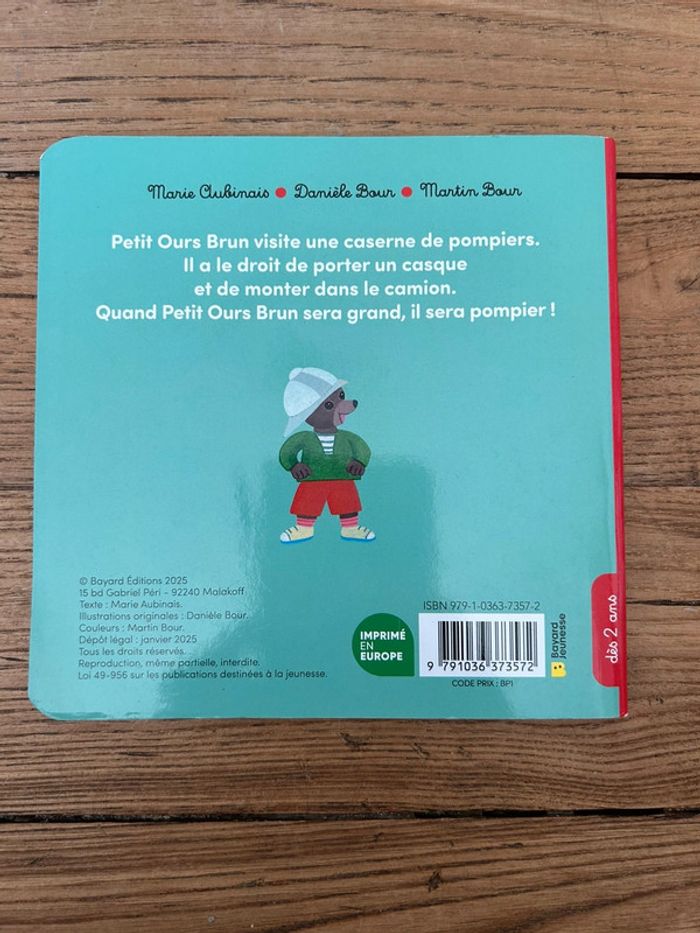 Marie Aubinais • Danièle Bour • Martin Bour
Petit Ours Brun visite une caserne de pompiers.
Il a le droit de porter un casque
et de monter dans le camion.
Quand Petit Ours Brun sera grand, il sera pompier !
© Bayard Éditions 2025
15 bd Gabriel Péri - 92240 Malakoff
Texte : Marie Aubinais.
Illustrations originales : Danièle Bour.
Couleurs : Martin Bour.
Dépôt légal : janvier 2025
Tous les droits réservés.
Reproduction, même partielle, interdite.
Loi 49-956 sur les publications destinées à la jeunesse.
IMPRIMÉ
EN
EUROPE
ISBN 979-1-0363-7357-2
9 791036 373572
CODE PRIX : BP1
Bayard
Jeunesse
dès 2 ans